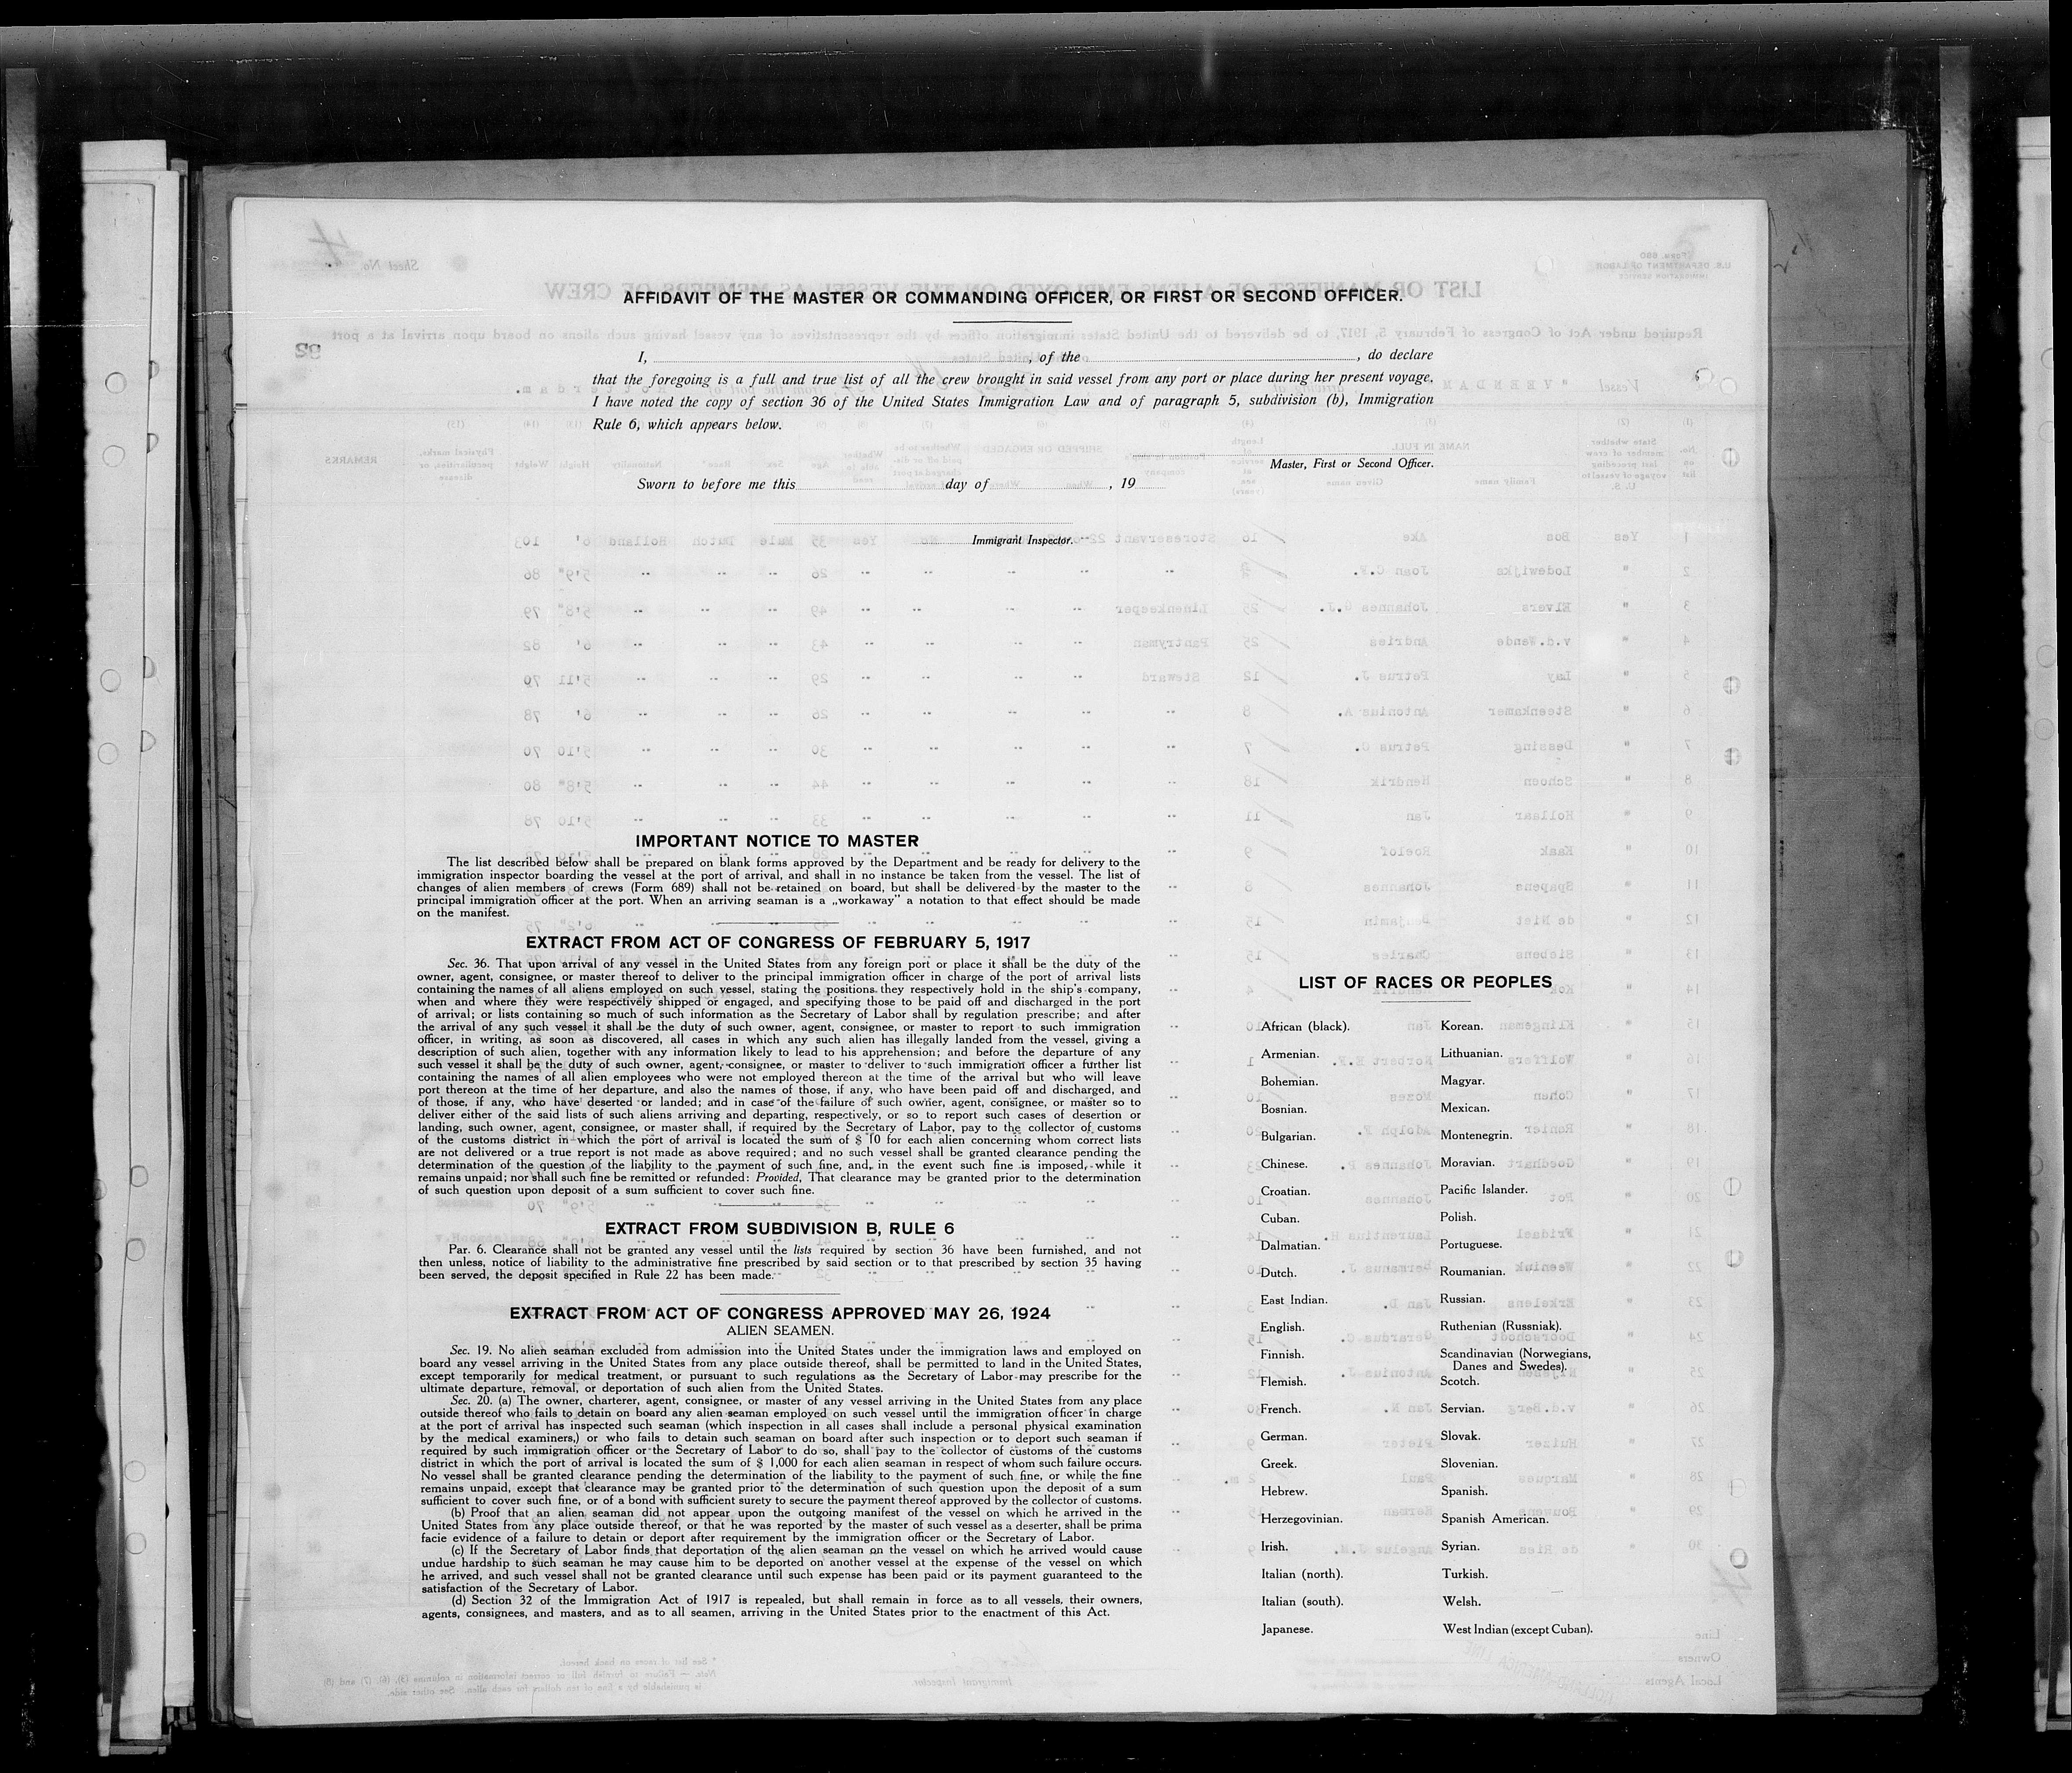 AFFIDAVIT OF THE MASTER OR COMMANDING OFFICER, OR FIRST OR SECOND OFFICER.
I, , of the , do declare
that the foregoing is a full and true list of all the crew brought in said vessel from any port or place during her present voyage.
I have noted the copy of section 36 of the United States Immigration Law and of paragraph 5, subdivision (b), Immigration
Rule 6, which appears below.
Master, First or Second Officer.
Sworn to before me this day of , 19
Immigrant Inspector.
IMPORTANT NOTICE TO MASTER
The list described below shall be prepared on blank forms approved by the Department and be ready for delivery to the
immigration inspector boarding the vessel at the port of arrival, and shall in no instance be taken from the vessel. The list of
changes of alien members of crews (Form 689) shall not be retained on board, but shall be delivered by the master to the
principal immigration officer at the port. When an arriving seaman is a „workaway” a notation to that effect should be made
on the manifest.
EXTRACT FROM ACT OF CONGRESS OF FEBRUARY 5, 1917
Sec. 36. That upon arrival of any vessel in the United States from any foreign port or place it shall be the duty of the
owner, agent, consignee, or master thereof to deliver to the principal immigration officer in charge of the port of arrival lists
containing the names of all aliens employed on such vessel, stating the positions they respectively hold in the ship's company,
when and where they were respectively shipped or engaged, and specifying those to be paid off and discharged in the port
of arrival; or lists containing so much of such information as the Secretary of Labor shall by regulation prescribe; and after
the arrival of any such vessel it shall be the duty of such owner, agent, consignee, or master to report to such immigration
officer, in writing, as soon as discovered, all cases in which any such alien has illegally landed from the vessel, giving a
description of such alien, together with any information likely to lead to his apprehension; and before the departure of any
such vessel it shall be the duty of such owner, agent, consignee, or master to deliver to such immigration officer a further list
containing the names of all alien employees who were not employed thereon at the time of the arrival but who will leave
port thereon at the time of her departure, and also the names of those, if any, who have been paid off and discharged, and
of those, if any, who have deserted or landed; and in case of the failure of such owner, agent, consignee, or master so to
deliver either of the said lists of such aliens arriving and departing, respectively, or so to report such cases of desertion or
landing, such owner, agent, consignee, or master shall, if required by the Secretary of Labor, pay to the collector of customs
of the customs district in which the port of arrival is located the sum of $ 10 for each alien concerning whom correct lists
are not delivered or a true report is not made as above required; and no such vessel shall be granted clearance pending the
determination of the question of the liability to the payment of such fine, and, in the event such fine is imposed, while it
remains unpaid; nor shall such fine be remitted or refunded: Provided, That clearance may be granted prior to the determination
of such question upon deposit of a sum sufficient to cover such fine.
EXTRACT FROM SUBDIVISION B, RULE 6
Par. 6. Clearance shall not be granted any vessel until the lists required by section 36 have been furnished, and not
then unless, notice of liability to the administrative fine prescribed by said section or to that prescribed by section 35 having
been served, the deposit specified in Rule 22 has been made.
EXTRACT FROM ACT OF CONGRESS APPROVED MAY 26, 1924
ALIEN SEAMEN.
Sec. 19. No alien seaman excluded from admission into the United States under the immigration laws and employed on
board any vessel arriving in the United States from any place outside thereof, shall be permitted to land in the United States,
except temporarily for medical treatment, or pursuant to such regulations as the Secretary of Labor may prescribe for the
ultimate departure, removal, or deportation of such alien from the United States.
Sec. 20. (a) The owner, charterer, agent, consignee, or master of any vessel arriving in the United States from any place
outside thereof who fails to detain on board any alien seaman employed on such vessel until the immigration officer in charge
at the port of arrival has inspected such seaman (which inspection in all cases shall include a personal physical examination
by the medical examiners,) or who fails to detain such seaman on board after such inspection or to deport such seaman if
required by such immigration officer or the Secretary of Labor to do so, shall pay to the collector of customs of the customs
district in which the port of arrival is located the sum of $ 1,000 for each alien seaman in respect of whom such failure occurs.
No vessel shall be granted clearance pending the determination of the liability to the payment of such fine, or while the fine
remains unpaid, except that clearance may be granted prior to the determination of such question upon the deposit of a sum
sufficient to cover such fine, or of a bond with sufficient surety to secure the payment thereof approved by the collector of customs.
(b) Proof that an alien seaman did not appear upon the outgoing manifest of the vessel on which he arrived in the
United States from any place outside thereof, or that he was reported by the master of such vessel as a deserter, shall be prima
facie evidence of a failure to detain or deport after requirement by the immigration officer or the Secretary of Labor.
(c) If the Secretary of Labor finds that deportation of the alien seaman on the vessel on which he arrived would cause
undue hardship to such seaman he may cause him to be deported on another vessel at the expense of the vessel on which
he arrived, and such vessel shall not be granted clearance until such expense has been paid or its payment guaranteed to the
satisfaction of the Secretary of Labor.
(d) Section 32 of the Immigration Act of 1917 is repealed, but shall remain in force as to all vessels, their owners,
agents, consignees, and masters, and as to all seamen, arriving in the United States prior to the enactment of this Act.
LIST OF RACES OR PEOPLES
African (black).
Armenian.
Bohemian.
Bosnian.
Bulgarian.
Chinese.
Croatian.
Cuban.
Dalmatian.
Dutch.
East Indian.
English.
Finnish.
Flemish.
French.
German.
Greek.
Hebrew.
Herzegovinian.
Irish.
Italian (north).
Italian (south).
Japanese.
Korean.
Lithuanian.
Magyar.
Mexican.
Montenegrin.
Moravian.
Pacific Islander.
Polish.
Portuguese.
Roumanian.
Russian.
Ruthenian (Russniak).
Scandinavian (Norwegians,
Danes and Swedes).
Scotch.
Servian.
Slovak.
Slovenian.
Spanish.
Spanish American.
Syrian.
Turkish.
Welsh.
West Indian (except Cuban).